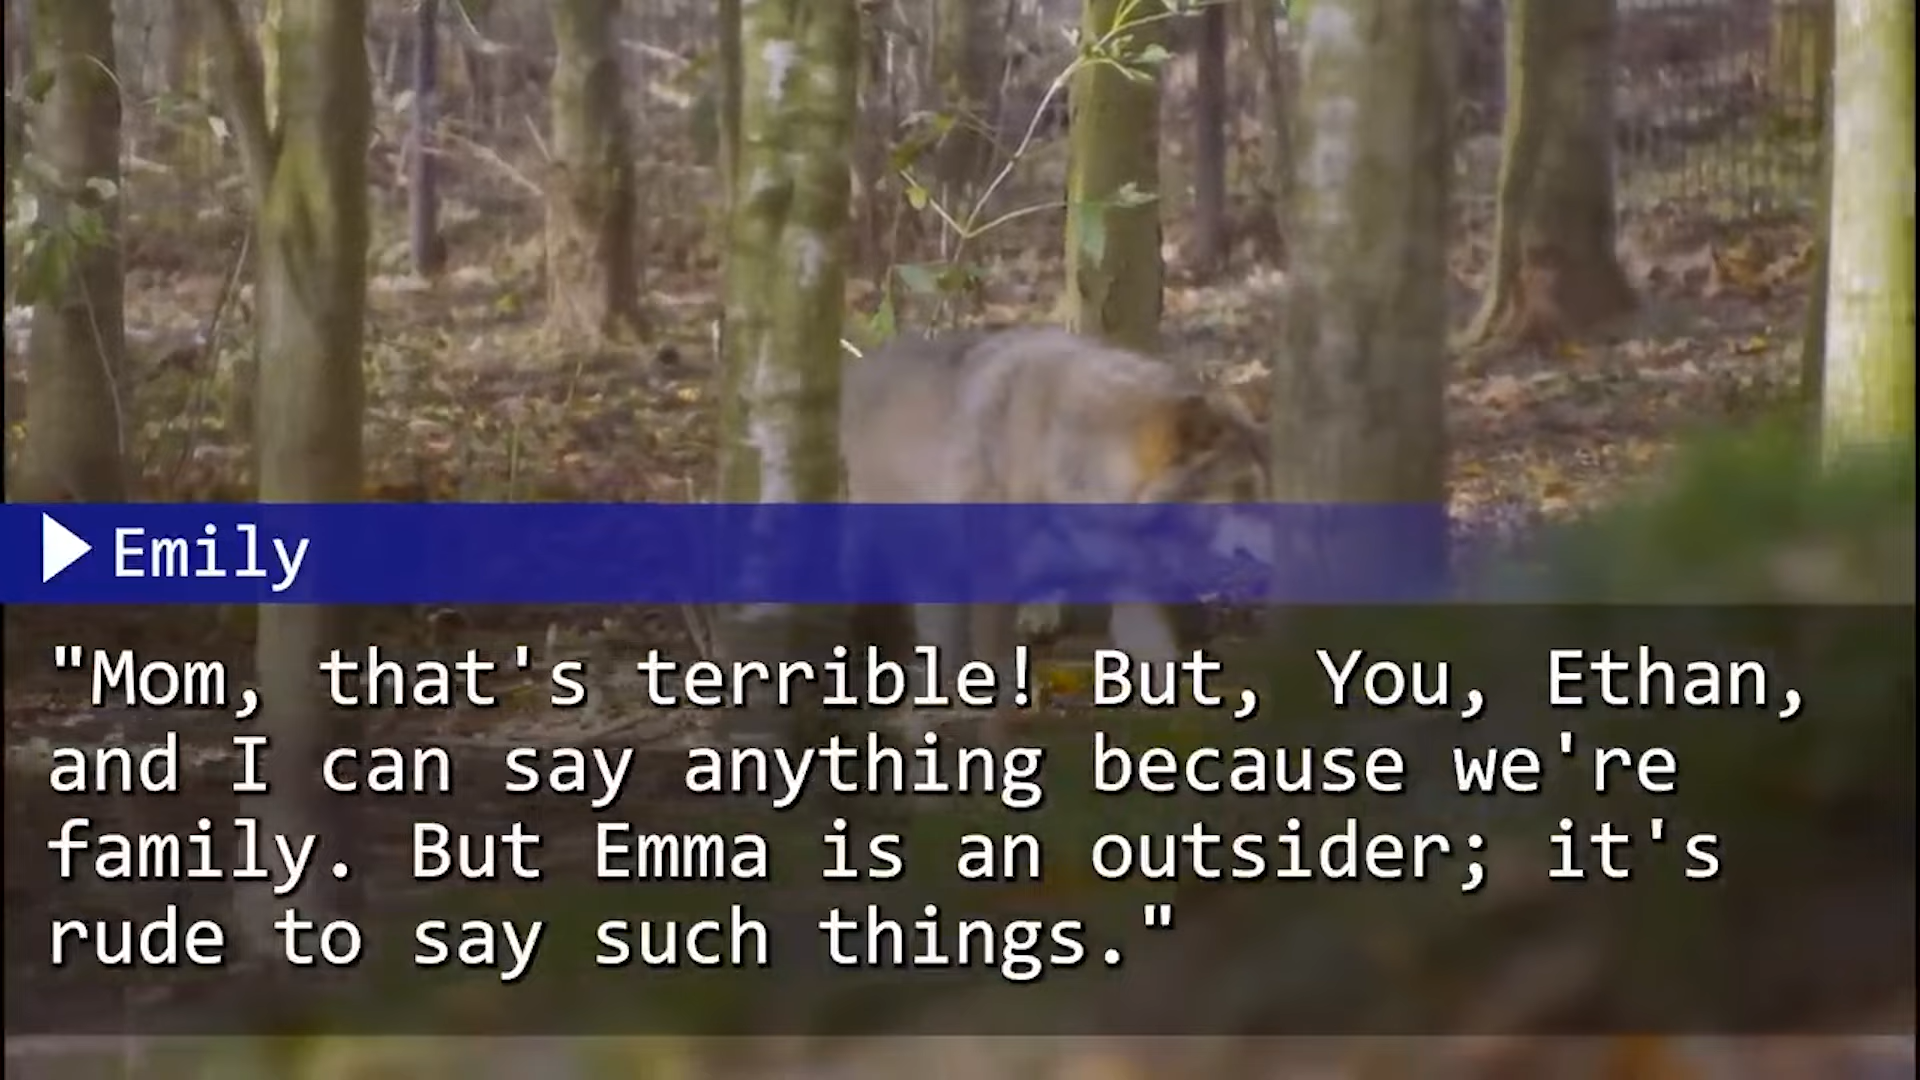 Emily
"Mom, that's terrible! But, You, Ethan,
and I can say anything because we're
family. But Emma is an outsider; it's
rude to say such things."